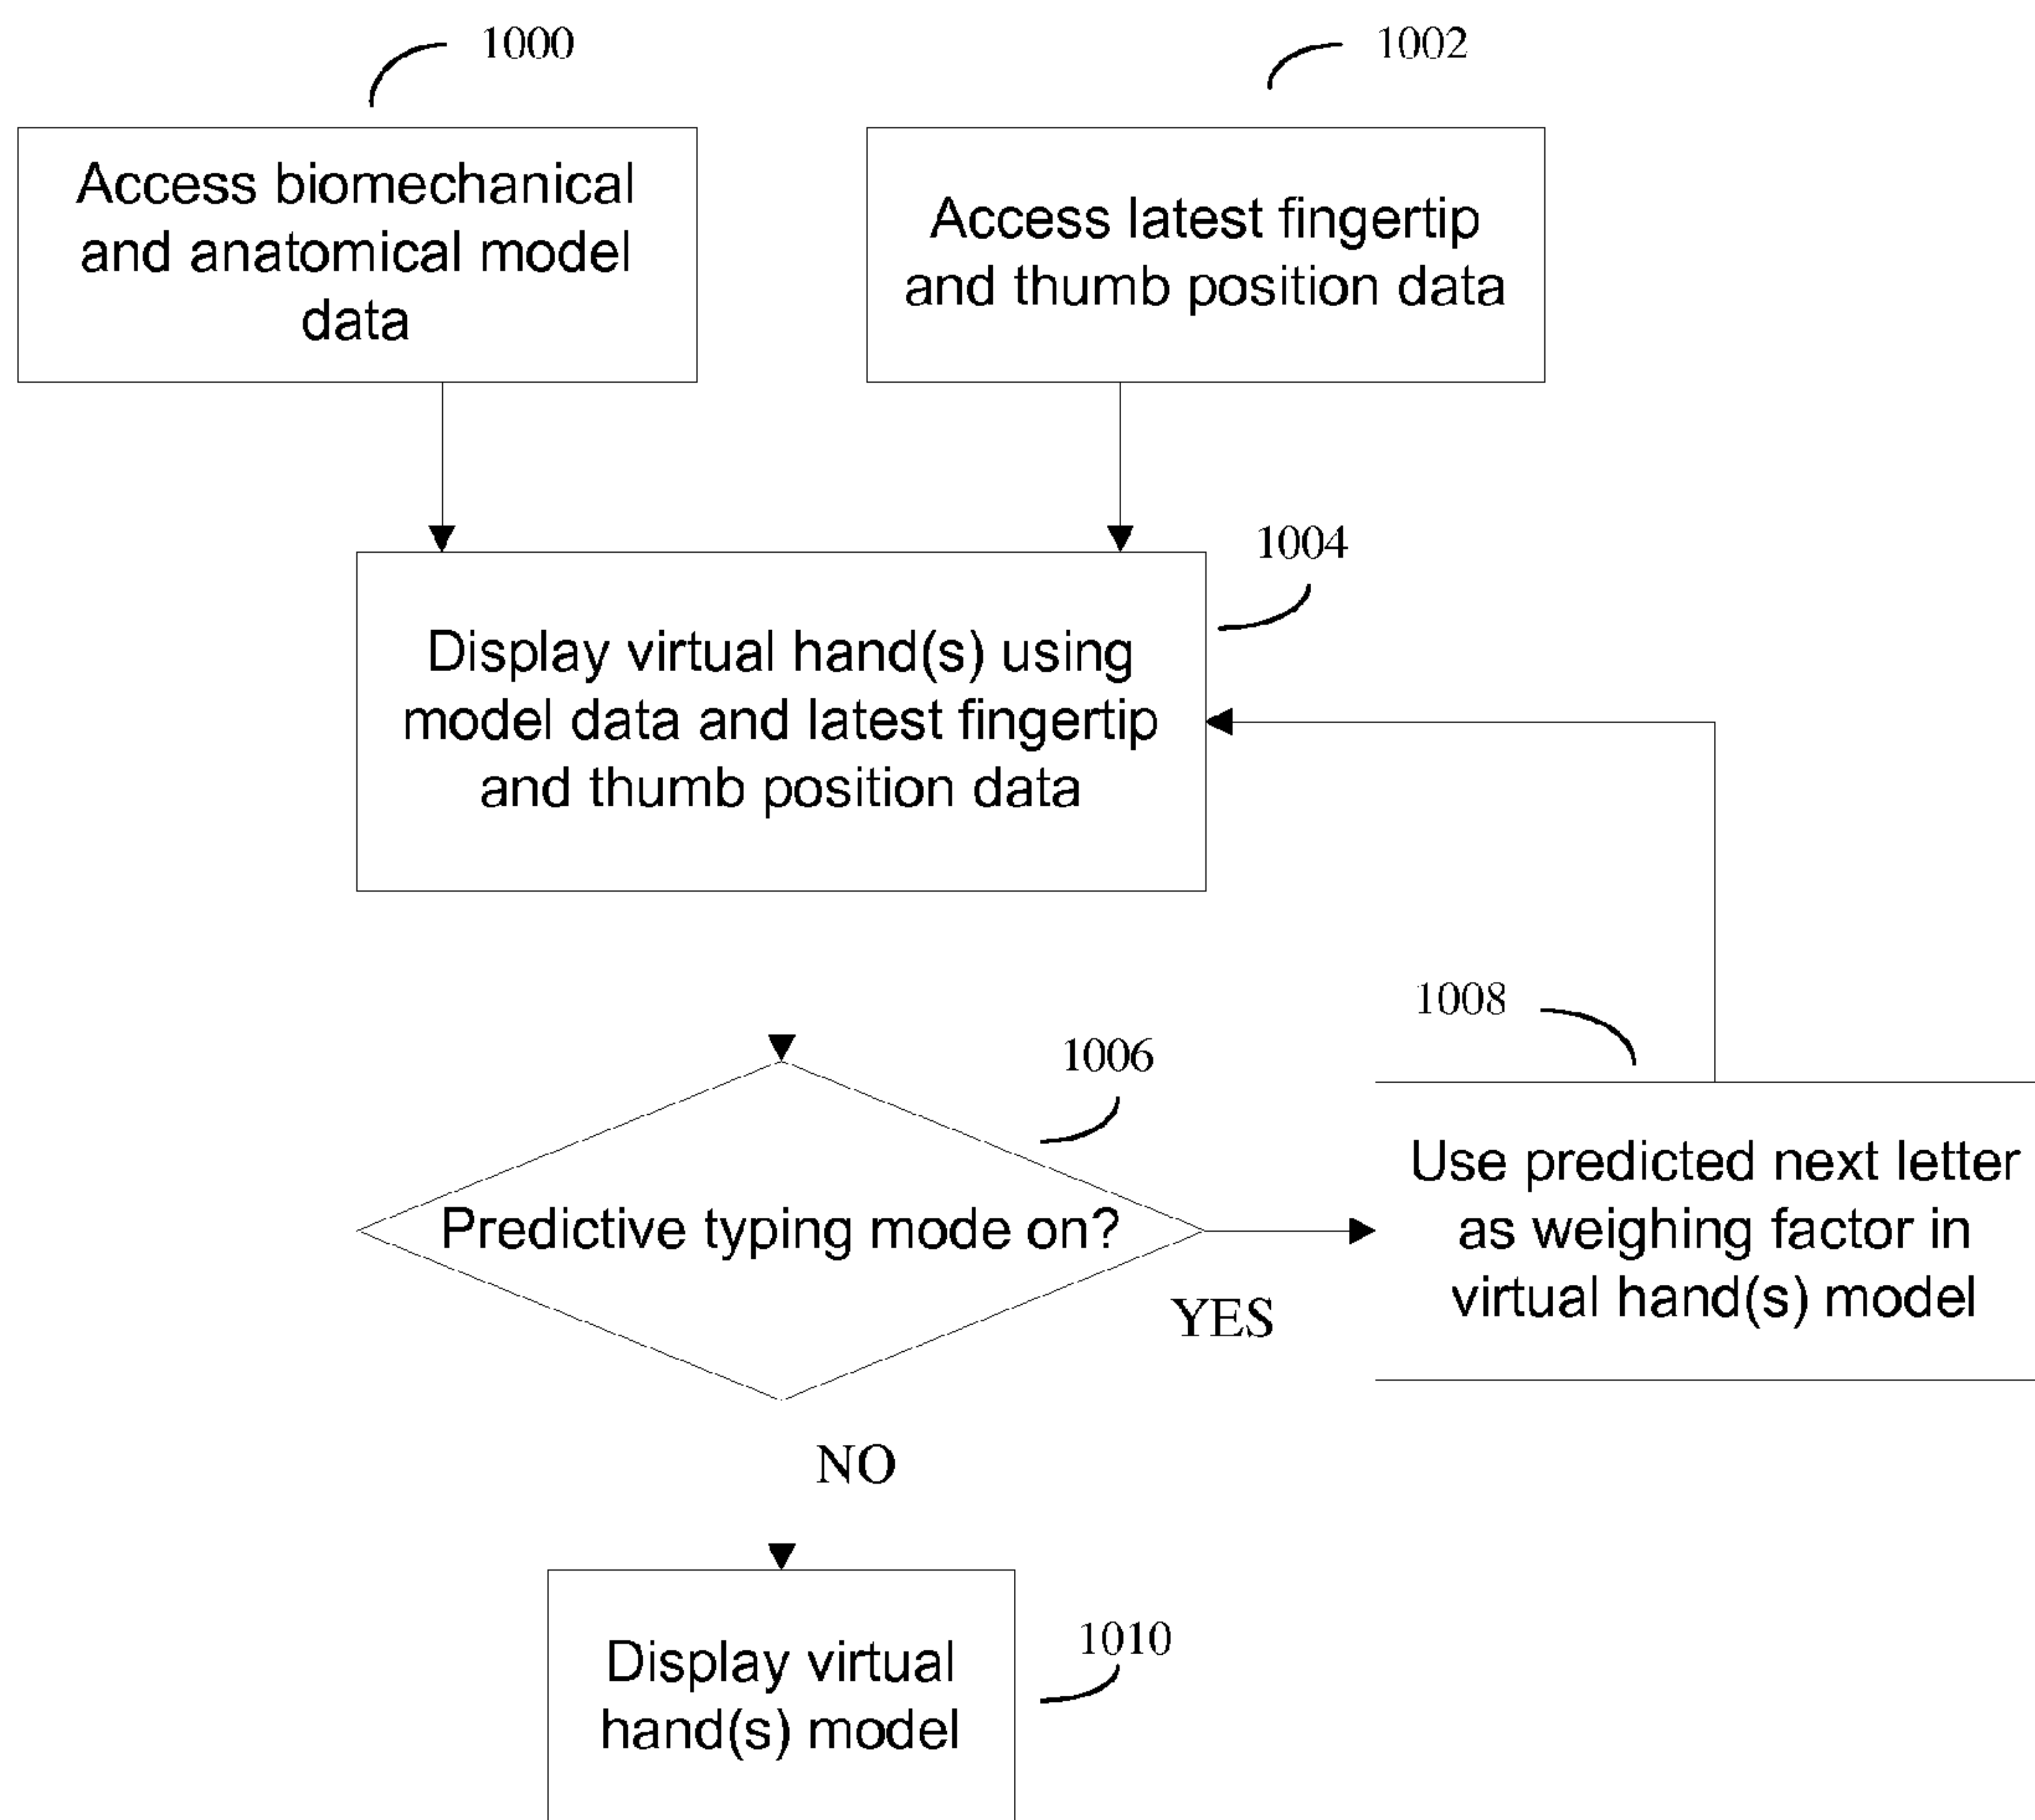 1000
Access biomechanical
and anatomical model
data
1002
Access latest fingertip
and thumb position data
1004
Display virtual hand(s) using
model data and latest fingertip
and thumb position data
1006
Predictive typing mode on?
YES
1008
Use predicted next letter
as weighing factor in
virtual hand(s) model
NO
1010
Display virtual
hand(s) model